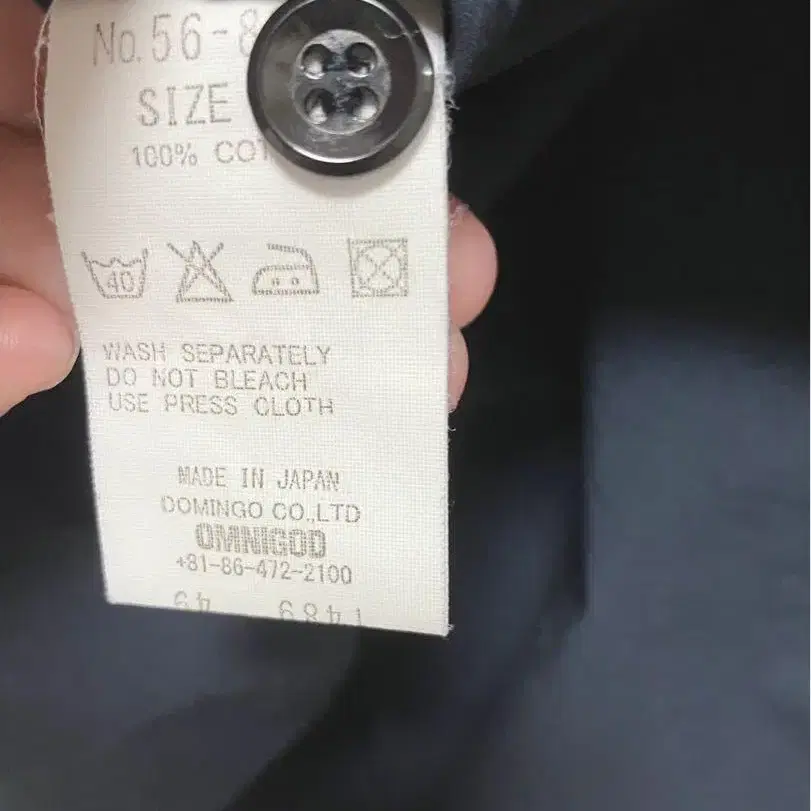 No. 56-8
SIZE
100% COT
40
WASH SEPARATELY
DO NOT BLEACH
USE PRESS CLOTH
MADE IN JAPAN
DOMINGO CO.,LTD
OMNIGOD
+81-86-472-2100